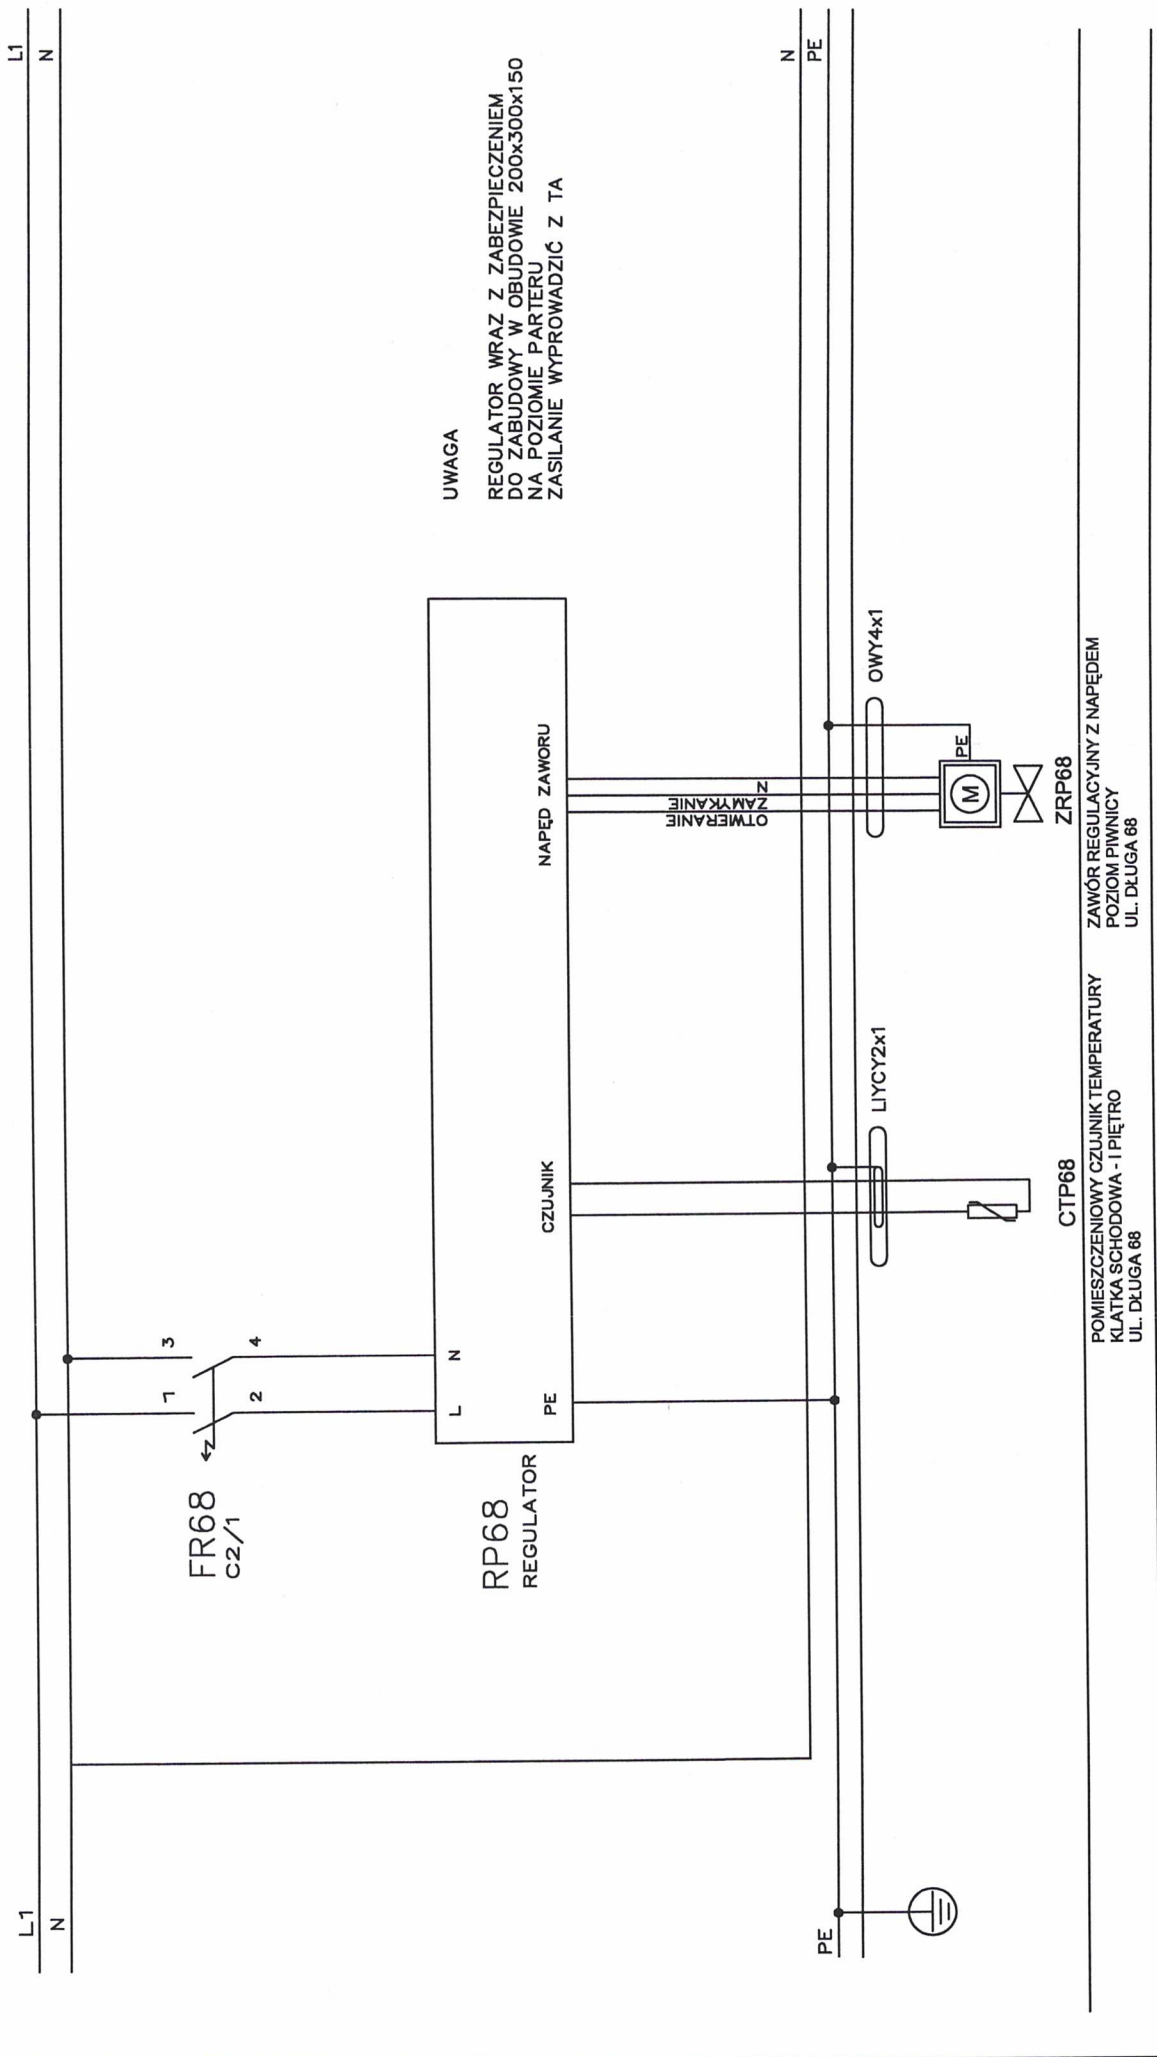 L1
L1
N
N
3
1
4
2
FR68
C2/1
L
N
UWAGA
RP68
REGULATOR
REGULATOR WRAZ Z ZABEZPIECZENIEM
DO ZABUDOWY W OBUDOWIE 200x300x150
NA POZIOMIE PARTERU
ZASILANIE WYPROWADZIĆ Z TA
PE
CZUJNIK
NAPĘD ZAWORU
OTWIERANIE
ZAMYKANIE
N
N
PE
PE
LIYCY2x1
OWY4x1
PE
M
CTP68
ZRP68
POMIESZCZENIOWY CZUJNIK TEMPERATURY
KLATKA SCHODOWA - I PIĘTRO
UL. DŁUGA 68
ZAWÓR REGULACYJNY Z NAPĘDEM
POZIOM PIWNICY
UL. DŁUGA 68